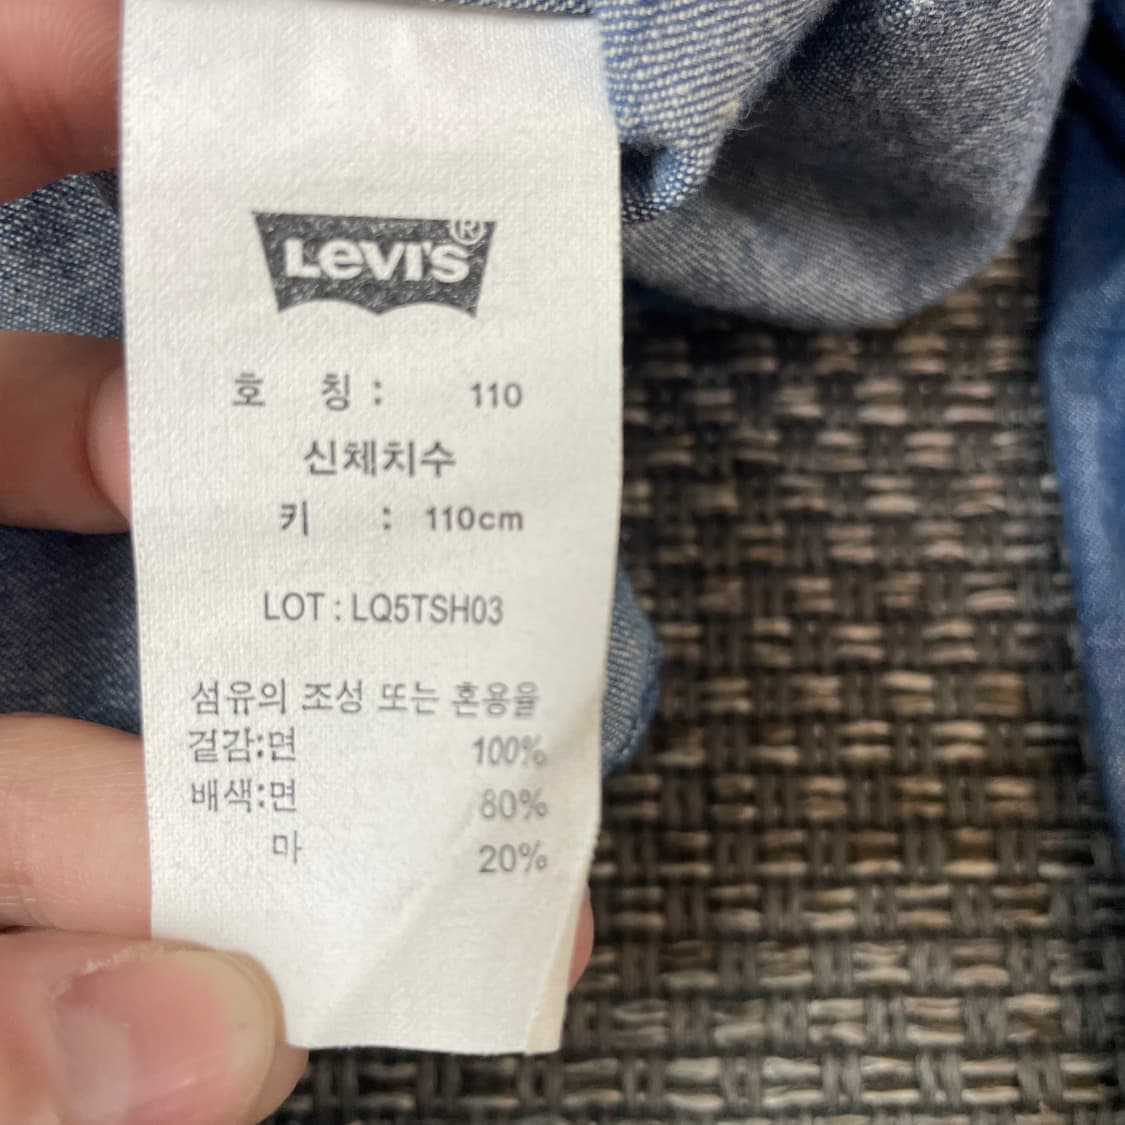 LEVI'S®
호 칭 : 110
신체치수
키 : 110cm
LOT : LQ5TSH03
섬유의 조성 또는 혼용율
겉감:면 100%
배색:면 80%
마 20%